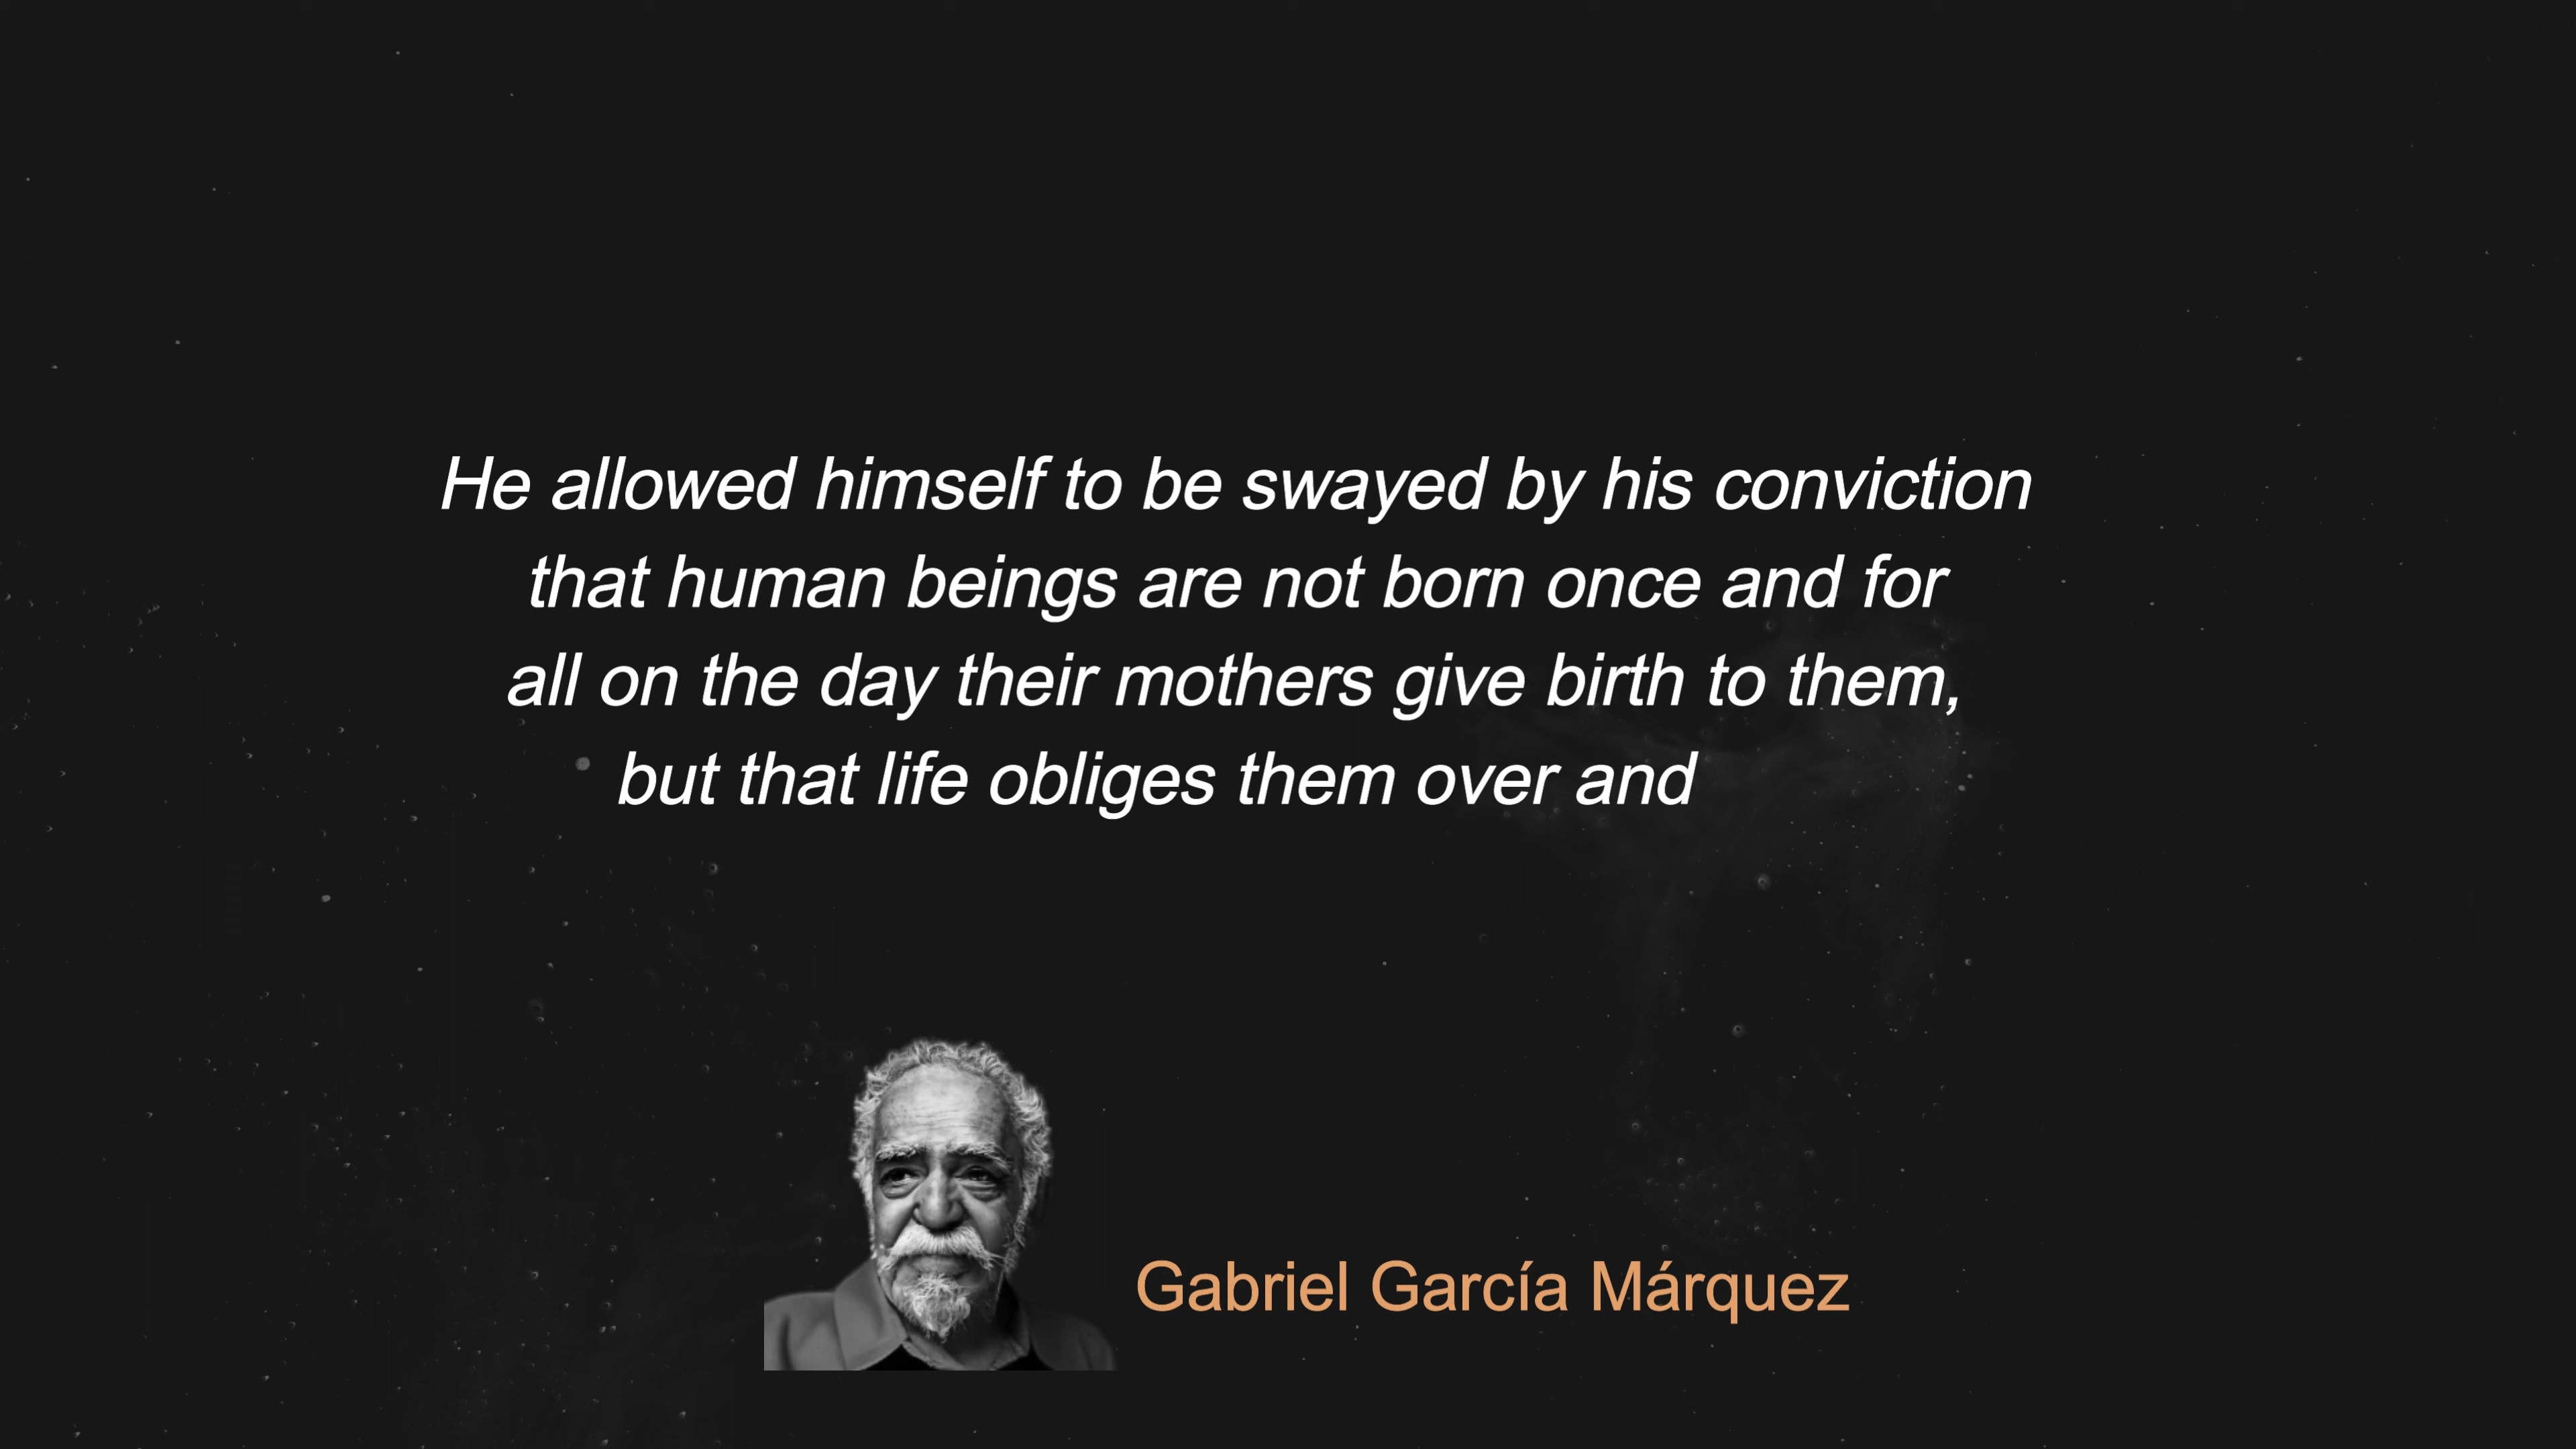 He allowed himself to be swayed by his conviction
that human beings are not born once and for
all on the day their mothers give birth to them,
but that life obliges them over and
Gabriel García Márquez